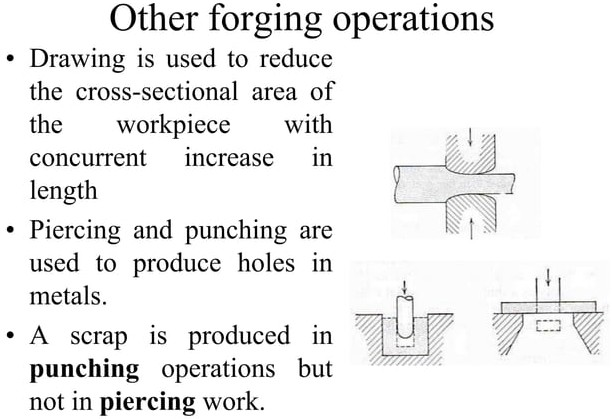 Other forging operations
• Drawing is used to reduce
the cross-sectional area of
the workpiece with
concurrent increase in
length
• Piercing and punching are
used to produce holes in
metals.
• A scrap is produced in
punching operations but
not in piercing work.